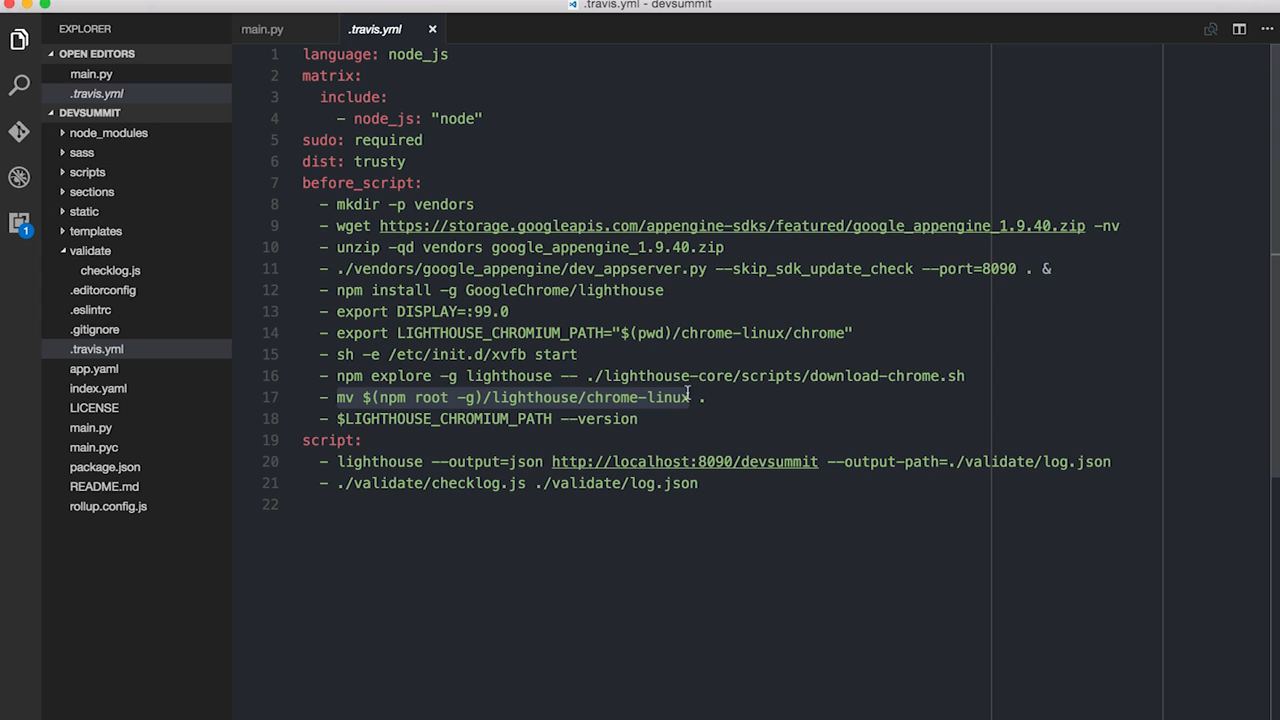 .travis.yml - devsummit
EXPLORER
OPEN EDITORS
main.py
.travis.yml
DEVSUMMIT
node_modules
sass
scripts
sections
static
templates
validate
checklog.js
.editorconfig
.eslintrc
.gitignore
.travis.yml
app.yaml
index.yaml
LICENSE
main.py
main.pyc
package.json
README.md
rollup.config.js
1
main.py
.travis.yml
1 language: node_js
2 matrix:
3 include:
4 - node_js: "node"
5 sudo: required
6 dist: trusty
7 before_script:
8 - mkdir -p vendors
9 - wget https://storage.googleapis.com/appengine-sdks/featured/google_appengine_1.9.40.zip -nv
10 - unzip -qd vendors google_appengine_1.9.40.zip
11 - ./vendors/google_appengine/dev_appserver.py --skip_sdk_update_check --port=8090 . &
12 - npm install -g GoogleChrome/lighthouse
13 - export DISPLAY=:99.0
14 - export LIGHTHOUSE_CHROMIUM_PATH="$(pwd)/chrome-linux/chrome"
15 - sh -e /etc/init.d/xvfb start
16 - npm explore -g lighthouse -- ./lighthouse-core/scripts/download-chrome.sh
17 - mv $(npm root -g)/lighthouse/chrome-linux .
18 - $LIGHTHOUSE_CHROMIUM_PATH --version
19 script:
20 - lighthouse --output=json http://localhost:8090/devsummit --output-path=./validate/log.json
21 - ./validate/checklog.js ./validate/log.json
22